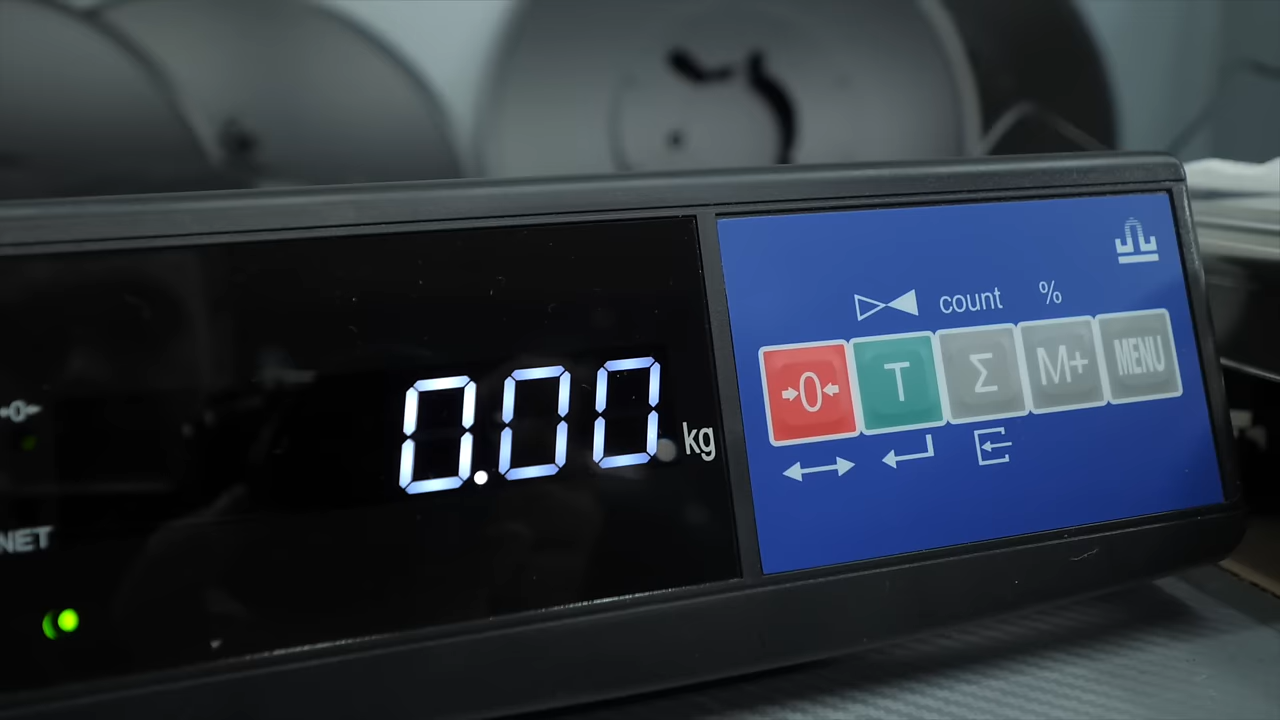 count %
→0← T Σ M+ MENU
→0←
0.00 kg
NET